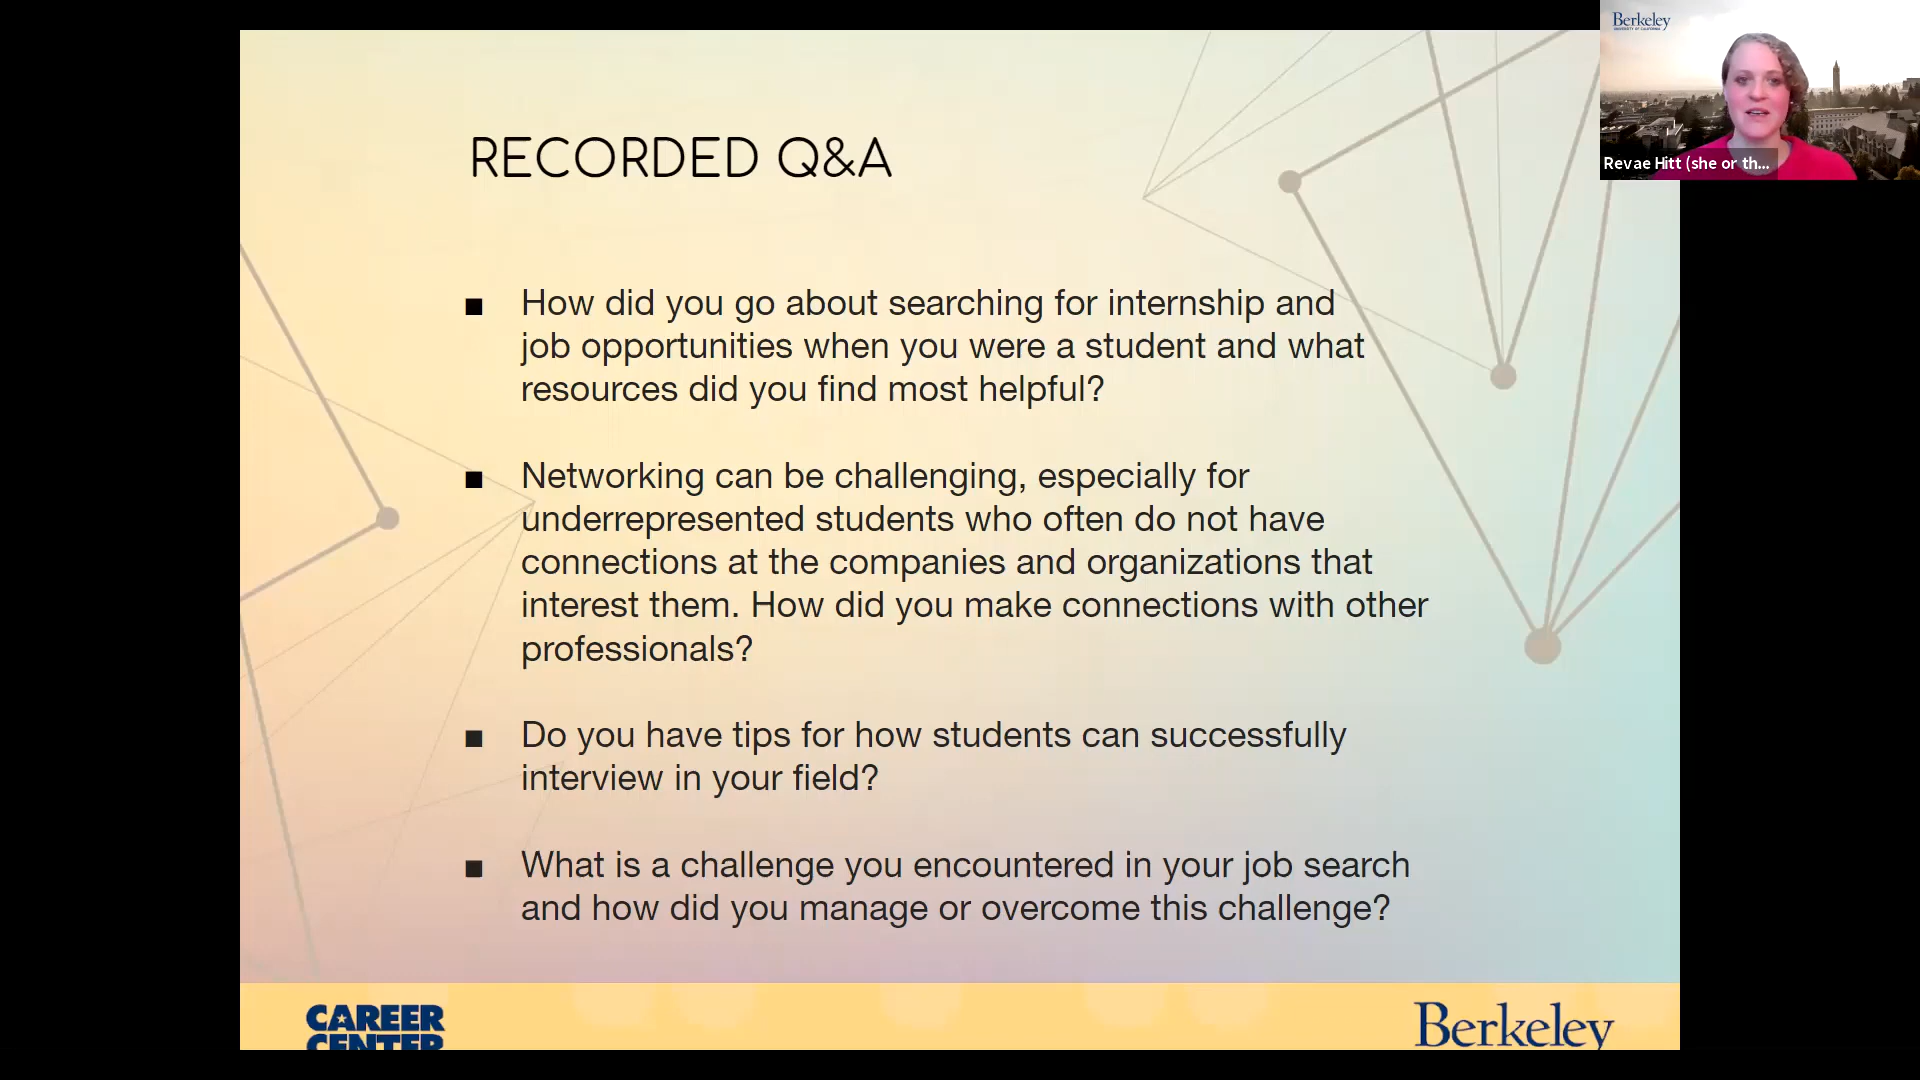 Berkeley
UNIVERSITY OF CALIFORNIA
Revae Hitt (she or th...
RECORDED Q&A
■ How did you go about searching for internship and
job opportunities when you were a student and what
resources did you find most helpful?
■ Networking can be challenging, especially for
underrepresented students who often do not have
connections at the companies and organizations that
interest them. How did you make connections with other
professionals?
■ Do you have tips for how students can successfully
interview in your field?
■ What is a challenge you encountered in your job search
and how did you manage or overcome this challenge?
CAREER
CENTER
Berkeley